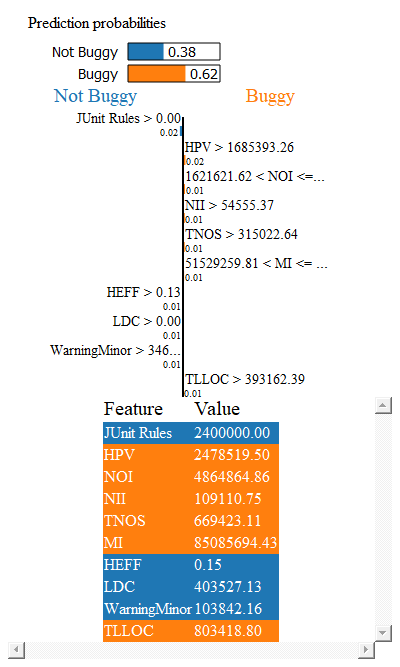 Prediction probabilities
Not Buggy 0.38
Buggy 0.62
Not Buggy Buggy
JUnit Rules > 0.00
0.02
HPV > 1685393.26
0.02
1621621.62 < NOI <=...
0.01
NII > 54555.37
0.01
TNOS > 315022.64
0.01
51529259.81 < MI <= ...
0.01
HEFF > 0.13
0.01
LDC > 0.00
0.01
WarningMinor > 346...
0.01
TLLOC > 393162.39
0.01
Feature Value
JUnit Rules 2400000.00
HPV 2478519.50
NOI 4864864.86
NII 109110.75
TNOS 669423.11
MI 85085694.43
HEFF 0.15
LDC 403527.13
WarningMinor 103842.16
TLLOC 803418.80